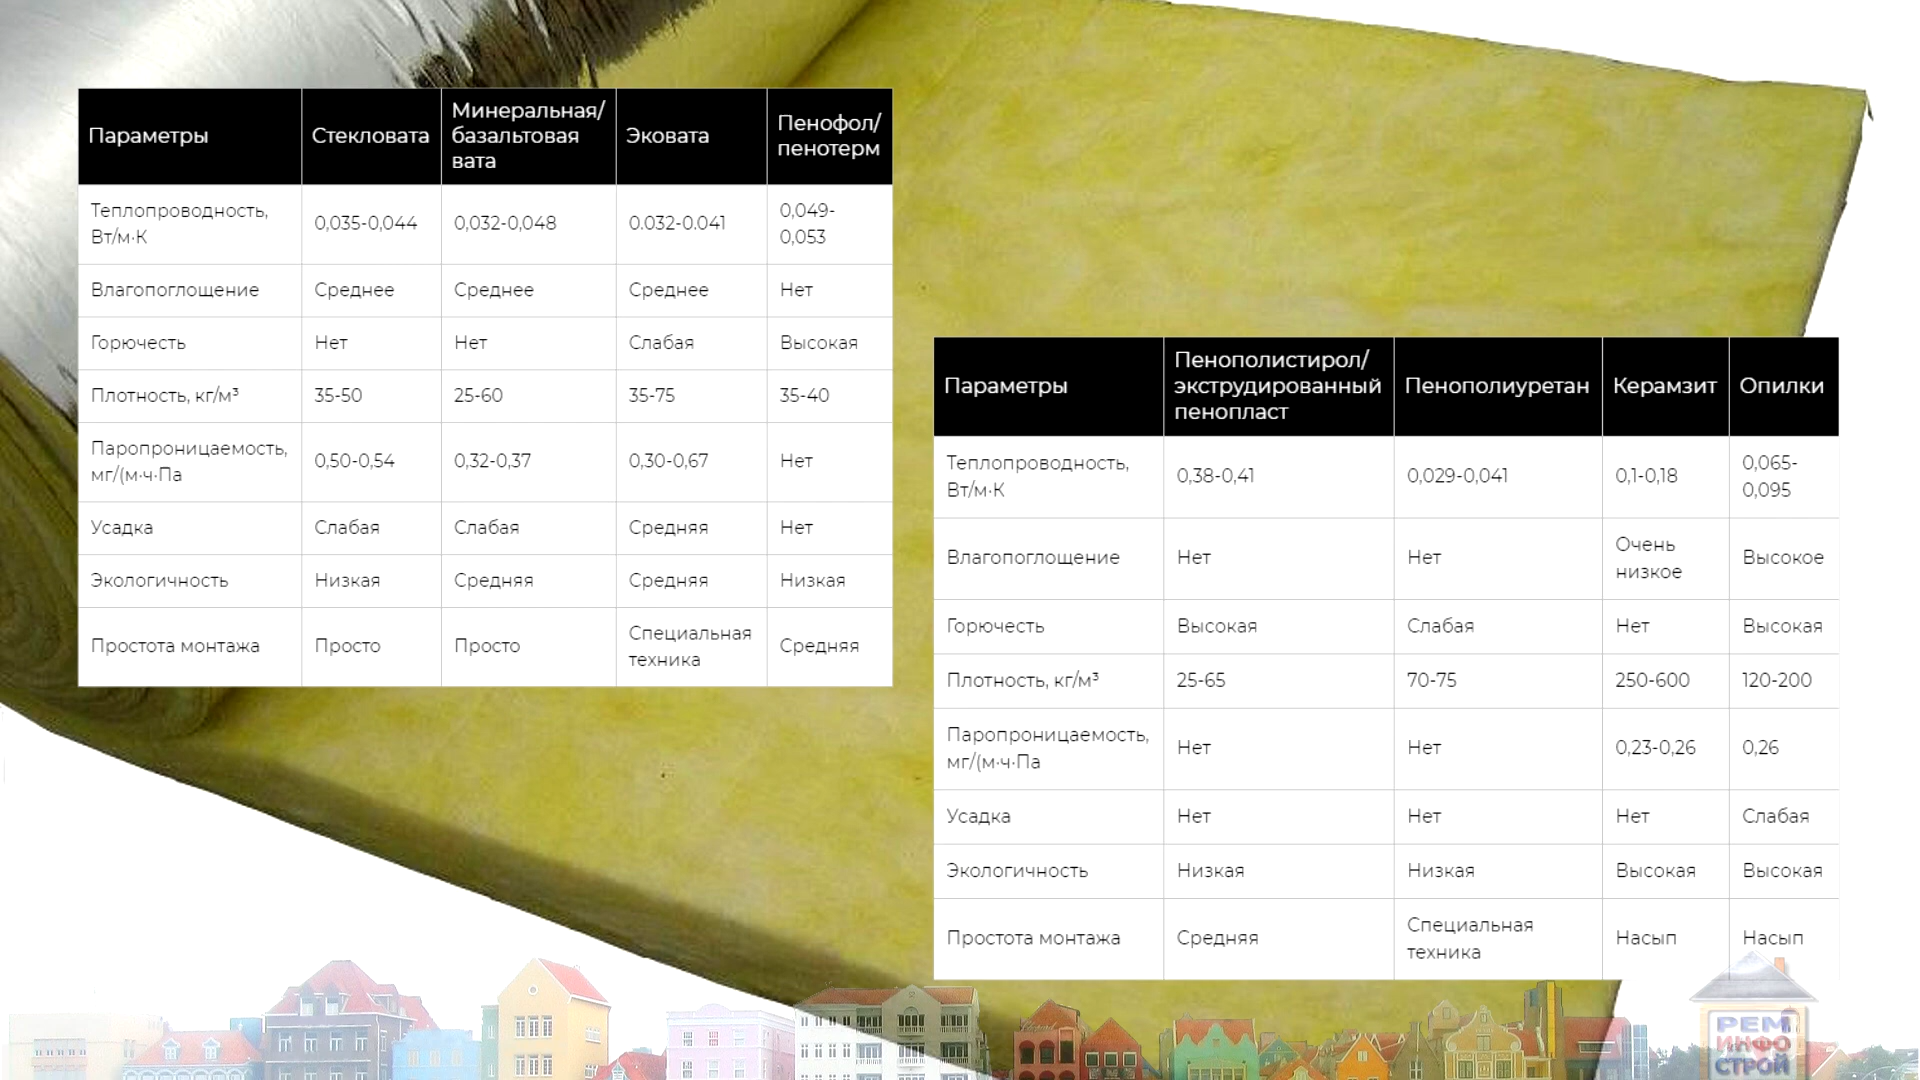 Параметры Стекловата Минеральная/ базальтовая вата Эковата Пенофол/ пенотерм
Теплопроводность, Вт/м·К 0,035-0,044 0,032-0,048 0.032-0.041 0,049- 0,053
Влагопоглощение Среднее Среднее Среднее Нет
Горючесть Нет Нет Слабая Высокая
Плотность, кг/м³ 35-50 25-60 35-75 35-40
Паропроницаемость, мг/(м·ч·Па 0,50-0,54 0,32-0,37 0,30-0,67 Нет
Усадка Слабая Слабая Средняя Нет
Экологичность Низкая Средняя Средняя Низкая
Простота монтажа Просто Просто Специальная техника Средняя
Параметры Пенополистирол/ экструдированный пенопласт Пенополиуретан Керамзит Опилки
Теплопроводность, Вт/м·К 0,38-0,41 0,029-0,041 0,1-0,18 0,065- 0,095
Влагопоглощение Нет Нет Очень низкое Высокое
Горючесть Высокая Слабая Нет Высокая
Плотность, кг/м³ 25-65 70-75 250-600 120-200
Паропроницаемость, мг/(м·ч·Па Нет Нет 0,23-0,26 0,26
Усадка Нет Нет Нет Слабая
Экологичность Низкая Низкая Высокая Высокая
Простота монтажа Средняя Специальная техника Насып Насып
РЕМ
ИНФО
СТРОЙ